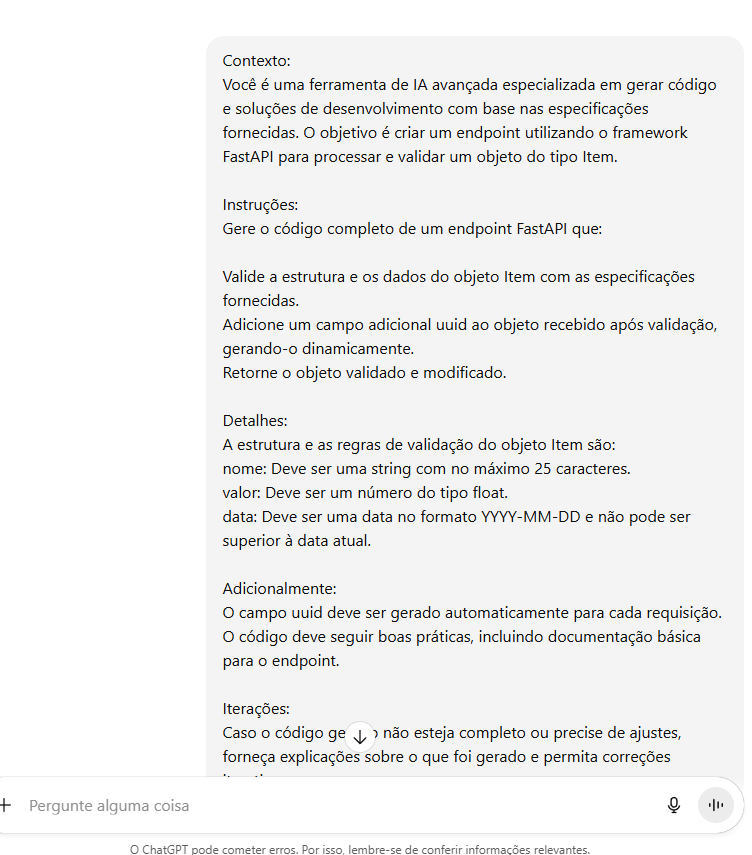 Contexto:
Você é uma ferramenta de IA avançada especializada em gerar código
e soluções de desenvolvimento com base nas especificações
fornecidas. O objetivo é criar um endpoint utilizando o framework
FastAPI para processar e validar um objeto do tipo Item.
Instruções:
Gere o código completo de um endpoint FastAPI que:
Valide a estrutura e os dados do objeto Item com as especificações
fornecidas.
Adicione um campo adicional uuid ao objeto recebido após validação,
gerando-o dinamicamente.
Retorne o objeto validado e modificado.
Detalhes:
A estrutura e as regras de validação do objeto Item são:
nome: Deve ser uma string com no máximo 25 caracteres.
valor: Deve ser um número do tipo float.
data: Deve ser uma data no formato YYYY-MM-DD e não pode ser
superior à data atual.
Adicionalmente:
O campo uuid deve ser gerado automaticamente para cada requisição.
O código deve seguir boas práticas, incluindo documentação básica
para o endpoint.
Iterações:
Caso o código não esteja completo ou precise de ajustes,
forneça explicações sobre o que foi gerado e permita correções
Pergunte alguma coisa
O ChatGPT pode cometer erros. Por isso, lembre-se de conferir informações relevantes.